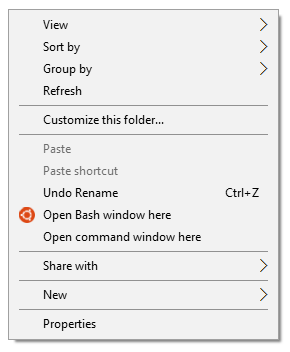 View
Sort by
Group by
Refresh
Customize this folder...
Paste
Paste shortcut
Undo Rename Ctrl+Z
Open Bash window here
Open command window here
Share with
New
Properties